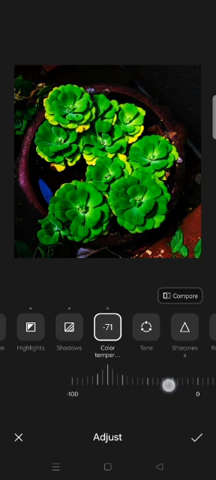 Compare
-71
Highlights
Shadows
Color
temper...
Tone
Sharpnes
s
-100
0
Adjust